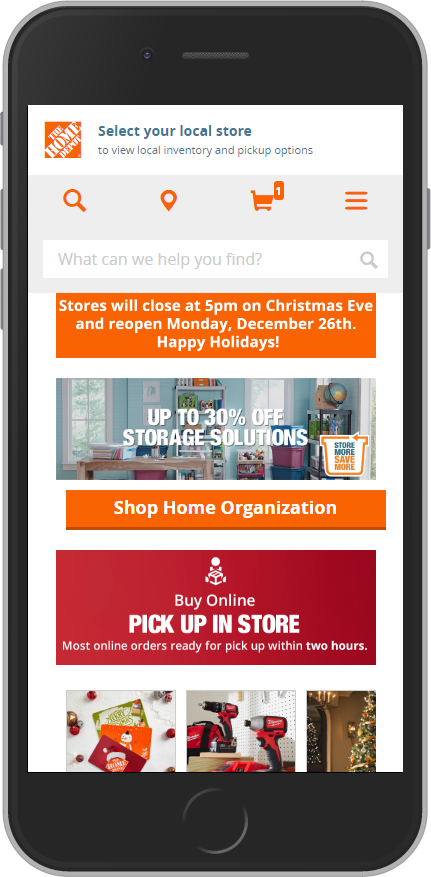 THE
HOME
DEPOT
Select your local store
to view local inventory and pickup options
1
What can we help you find?
Stores will close at 5pm on Christmas Eve
and reopen Monday, December 26th.
Happy Holidays!
UP TO 30% OFF
STORAGE SOLUTIONS
STORE
MORE
SAVE
MORE
Shop Home Organization
Buy Online
PICK UP IN STORE
Most online orders ready for pick up within two hours.